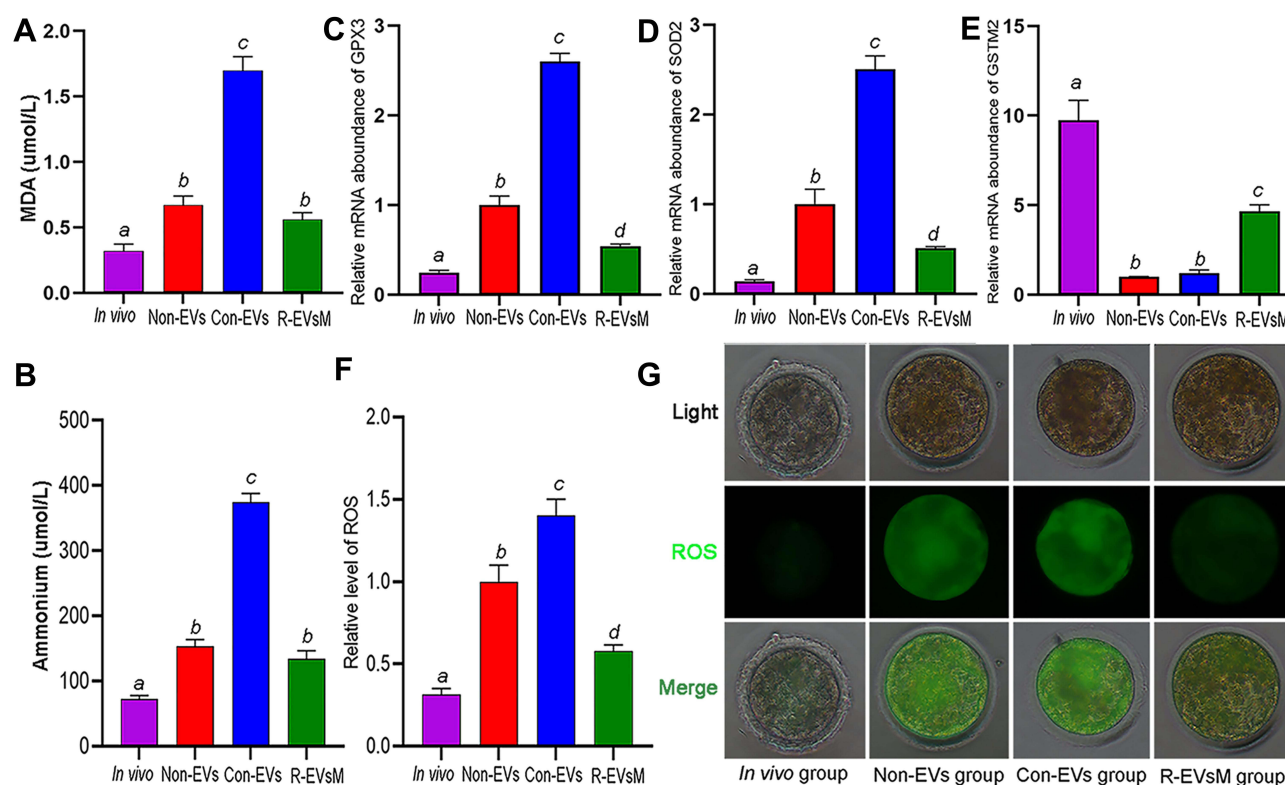 A
MDA (umol/L)
2.0
1.5
1.0
0.5
0.0
a
b
c
b
In vivo Non-EVs Con-EVs R-EVsM
C
Relative mRNA aboundance of GPX3
3
2
1
0
a
b
c
d
In vivo Non-EVs Con-EVs R-EVsM
D
Relative mRNA aboundance of SOD2
3
2
1
0
a
b
c
d
In vivo Non-EVs Con-EVs R-EVsM
E
Relative mRNA aboundance of GSTM2
15
10
5
0
a
b
b
c
In vivo Non-EVs Con-EVs R-EVsM
B
Ammonium (umol/L)
500
400
300
200
100
0
a
b
c
b
In vivo Non-EVs Con-EVs R-EVsM
F
Relative level of ROS
2.0
1.5
1.0
0.5
0.0
a
b
c
d
In vivo Non-EVs Con-EVs R-EVsM
G
Light
ROS
Merge
In vivo group Non-EVs group Con-EVs group R-EVsM group